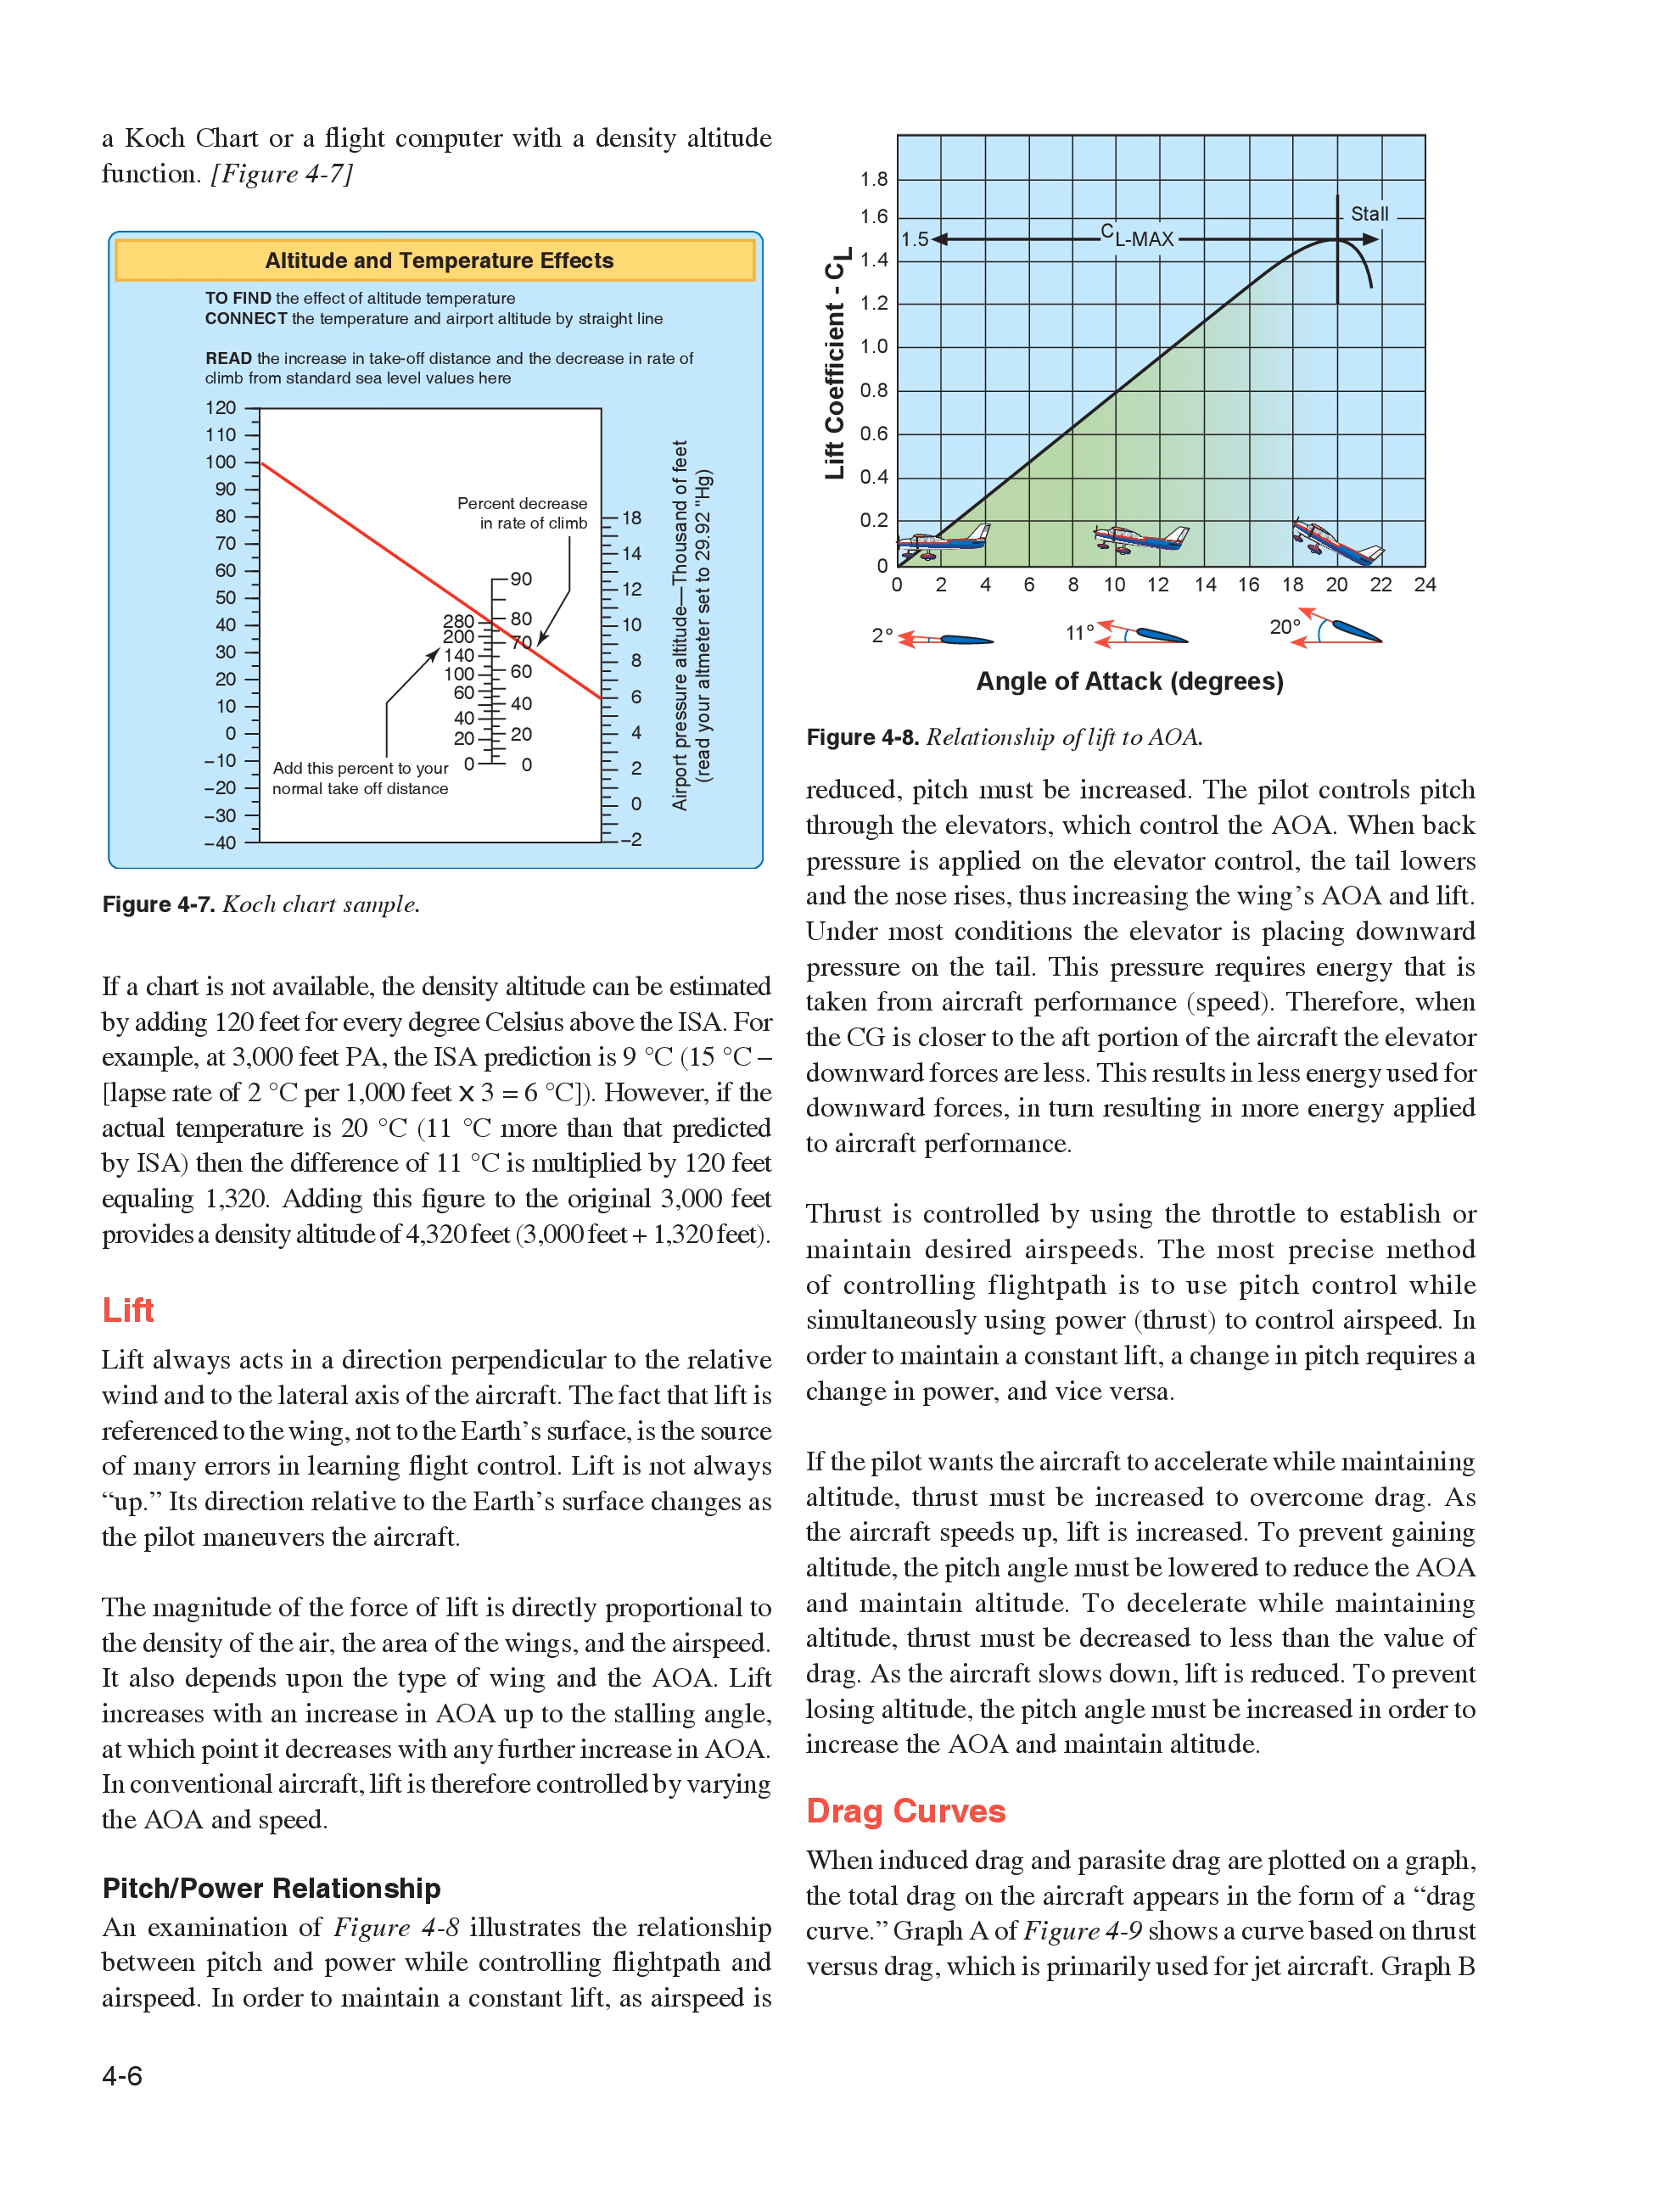 a Koch Chart or a flight computer with a density altitude
function. [Figure 4-7]
Altitude and Temperature Effects
TO FIND the effect of altitude temperature
CONNECT the temperature and airport altitude by straight line
READ the increase in take-off distance and the decrease in rate of
climb from standard sea level values here
120
110
100
90
80
70
60
50
40
30
20
10
0
–10
–20
–30
–40
Percent decrease
in rate of climb
280
200
140
100
60
40
20
0
90
80
70
60
40
20
0
Add this percent to your
normal take off distance
18
14
12
10
8
6
4
2
0
–2
Airport pressure altitude—Thousand of feet
(read your altmeter set to 29.92 "Hg)
Figure 4-7. Koch chart sample.
If a chart is not available, the density altitude can be estimated
by adding 120 feet for every degree Celsius above the ISA. For
example, at 3,000 feet PA, the ISA prediction is 9 °C (15 °C –
[lapse rate of 2 °C per 1,000 feet x 3 = 6 °C]). However, if the
actual temperature is 20 °C (11 °C more than that predicted
by ISA) then the difference of 11 °C is multiplied by 120 feet
equaling 1,320. Adding this figure to the original 3,000 feet
provides a density altitude of 4,320 feet (3,000 feet + 1,320 feet).
Lift
Lift always acts in a direction perpendicular to the relative
wind and to the lateral axis of the aircraft. The fact that lift is
referenced to the wing, not to the Earth’s surface, is the source
of many errors in learning flight control. Lift is not always
“up.” Its direction relative to the Earth’s surface changes as
the pilot maneuvers the aircraft.
The magnitude of the force of lift is directly proportional to
the density of the air, the area of the wings, and the airspeed.
It also depends upon the type of wing and the AOA. Lift
increases with an increase in AOA up to the stalling angle,
at which point it decreases with any further increase in AOA.
In conventional aircraft, lift is therefore controlled by varying
the AOA and speed.
Pitch/Power Relationship
An examination of Figure 4-8 illustrates the relationship
between pitch and power while controlling flightpath and
airspeed. In order to maintain a constant lift, as airspeed is
Lift Coefficient - CL
1.8
1.6
1.4
1.2
1.0
0.8
0.6
0.4
0.2
0
1.5
CL-MAX
Stall
0 2 4 6 8 10 12 14 16 18 20 22 24
2° 11° 20°
Angle of Attack (degrees)
Figure 4-8. Relationship of lift to AOA.
reduced, pitch must be increased. The pilot controls pitch
through the elevators, which control the AOA. When back
pressure is applied on the elevator control, the tail lowers
and the nose rises, thus increasing the wing’s AOA and lift.
Under most conditions the elevator is placing downward
pressure on the tail. This pressure requires energy that is
taken from aircraft performance (speed). Therefore, when
the CG is closer to the aft portion of the aircraft the elevator
downward forces are less. This results in less energy used for
downward forces, in turn resulting in more energy applied
to aircraft performance.
Thrust is controlled by using the throttle to establish or
maintain desired airspeeds. The most precise method
of controlling flightpath is to use pitch control while
simultaneously using power (thrust) to control airspeed. In
order to maintain a constant lift, a change in pitch requires a
change in power, and vice versa.
If the pilot wants the aircraft to accelerate while maintaining
altitude, thrust must be increased to overcome drag. As
the aircraft speeds up, lift is increased. To prevent gaining
altitude, the pitch angle must be lowered to reduce the AOA
and maintain altitude. To decelerate while maintaining
altitude, thrust must be decreased to less than the value of
drag. As the aircraft slows down, lift is reduced. To prevent
losing altitude, the pitch angle must be increased in order to
increase the AOA and maintain altitude.
Drag Curves
When induced drag and parasite drag are plotted on a graph,
the total drag on the aircraft appears in the form of a “drag
curve.” Graph A of Figure 4-9 shows a curve based on thrust
versus drag, which is primarily used for jet aircraft. Graph B
4-6